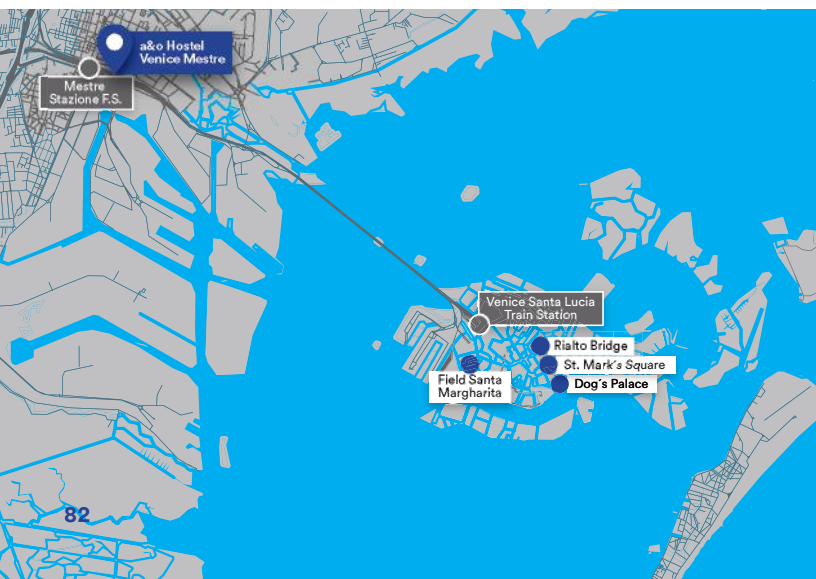 a&o Hostel
Venice Mestre
Mestre
Stazione F.S.
Venice Santa Lucia
Train Station
Rialto Bridge
St. Mark´s Square
Dog´s Palace
Field Santa
Margharita
82